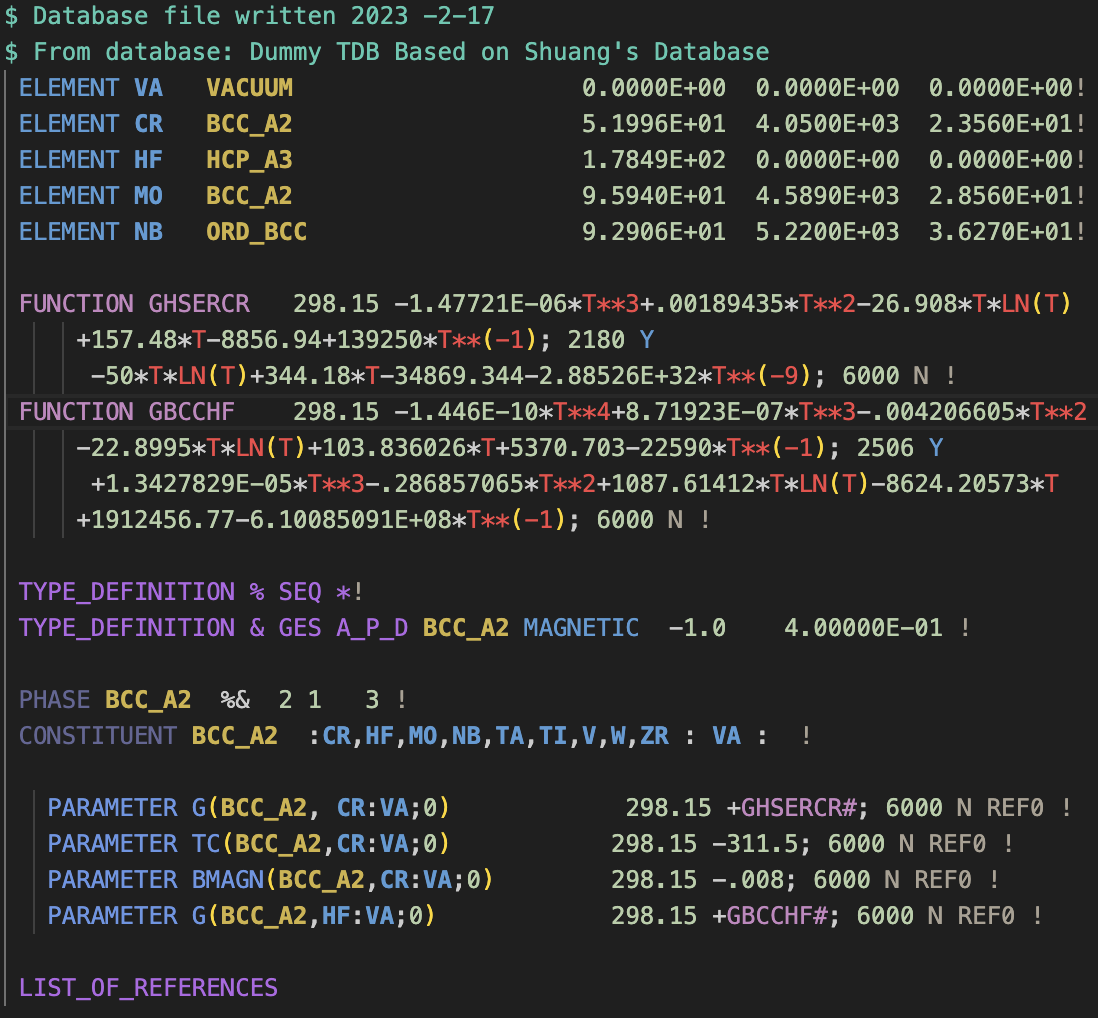 $ Database file written 2023 -2-17
$ From database: Dummy TDB Based on Shuang's Database
ELEMENT VA   VACUUM                    0.0000E+00  0.0000E+00  0.0000E+00!
ELEMENT CR   BCC_A2                    5.1996E+01  4.0500E+03  2.3560E+01!
ELEMENT HF   HCP_A3                    1.7849E+02  0.0000E+00  0.0000E+00!
ELEMENT MO   BCC_A2                    9.5940E+01  4.5890E+03  2.8560E+01!
ELEMENT NB   ORD_BCC                   9.2906E+01  5.2200E+03  3.6270E+01!
FUNCTION GHSERCR   298.15 -1.47721E-06*T**3+.00189435*T**2-26.908*T*LN(T)
+157.48*T-8856.94+139250*T**(-1); 2180 Y
-50*T*LN(T)+344.18*T-34869.344-2.88526E+32*T**(-9); 6000 N !
FUNCTION GBCCHF    298.15 -1.446E-10*T**4+8.71923E-07*T**3-.004206605*T**2
-22.8995*T*LN(T)+103.836026*T+5370.703-22590*T**(-1); 2506 Y
+1.3427829E-05*T**3-.286857065*T**2+1087.61412*T*LN(T)-8624.20573*T
+1912456.77-6.10085091E+08*T**(-1); 6000 N !
TYPE_DEFINITION % SEQ *!
TYPE_DEFINITION & GES A_P_D BCC_A2 MAGNETIC  -1.0    4.00000E-01 !
PHASE BCC_A2  %&  2 1   3 !
CONSTITUENT BCC_A2  :CR,HF,MO,NB,TA,TI,V,W,ZR : VA :  !
PARAMETER G(BCC_A2, CR:VA;0)            298.15 +GHSERCR#; 6000 N REF0 !
PARAMETER TC(BCC_A2,CR:VA;0)           298.15 -311.5; 6000 N REF0 !
PARAMETER BMAGN(BCC_A2,CR:VA;0)        298.15 -.008; 6000 N REF0 !
PARAMETER G(BCC_A2,HF:VA;0)            298.15 +GBCCHF#; 6000 N REF0 !
LIST_OF_REFERENCES